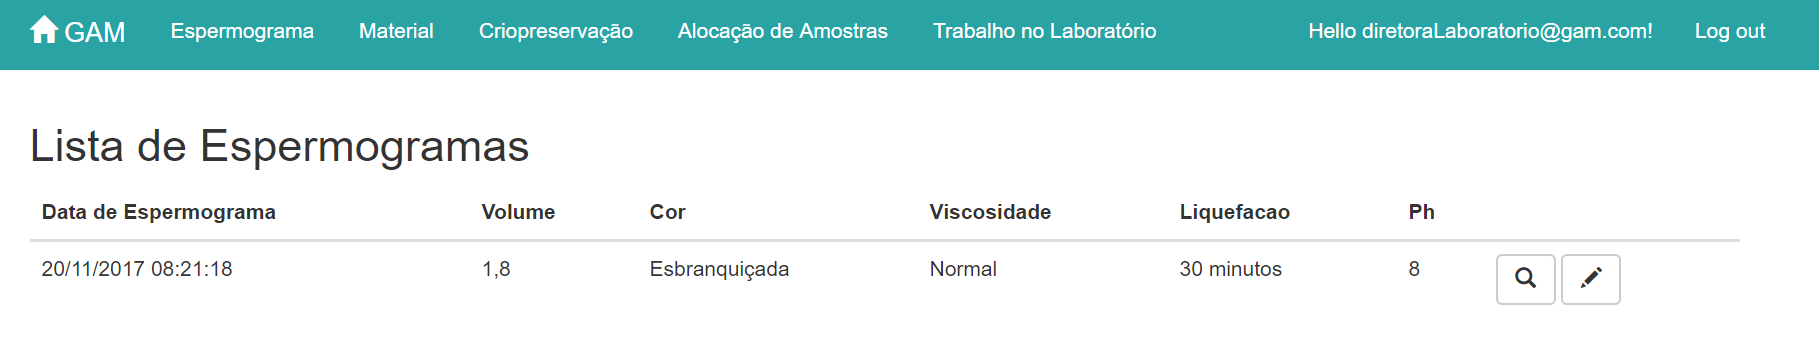 GAM Espermograma Material Criopreservação Alocação de Amostras Trabalho no Laboratório Hello diretoraLaboratorio@gam.com! Log out
Lista de Espermogramas
Data de Espermograma Volume Cor Viscosidade Liquefacao Ph
20/11/2017 08:21:18 1,8 Esbranquiçada Normal 30 minutos 8